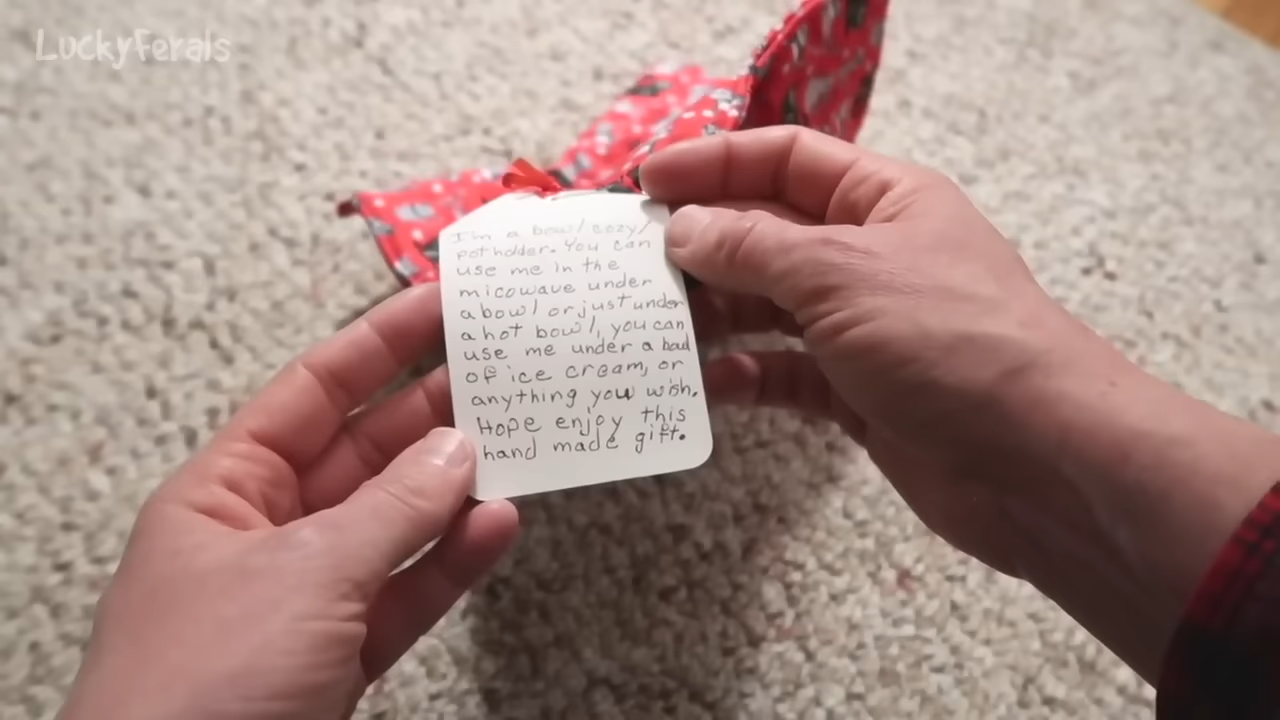 LuckyFerals
I'm a bowl cozy/
potholder. You can
use me in the
micowave under
a bowl or just under
a hot bowl, you can
use me under a bowl
of ice cream, or
anything you wish.
Hope enjoy this
hand made gift.